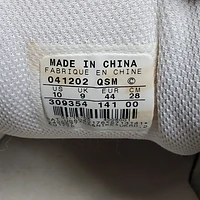 MADE IN CHINA
FABRIQUE EN CHINE
041202 QSM ©
US UK EUR CM
10 9 44 28
309354 141 00